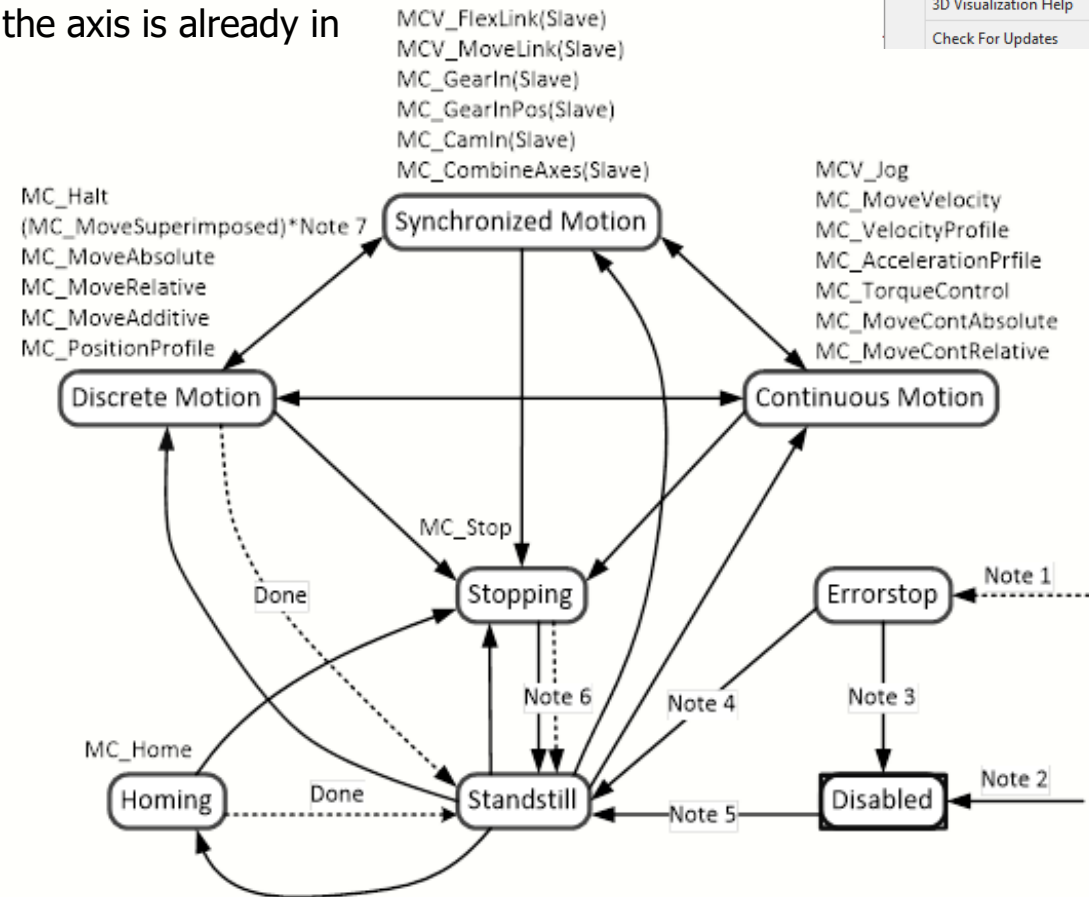 the axis is already in
3D Visualization Help
Check For Updates
MCV_FlexLink(Slave)
MCV_MoveLink(Slave)
MC_GearIn(Slave)
MC_GearInPos(Slave)
MC_CamIn(Slave)
MC_CombineAxes(Slave)
MC_Halt
(MC_MoveSuperimposed)*Note 7
MC_MoveAbsolute
MC_MoveRelative
MC_MoveAdditive
MC_PositionProfile
Synchronized Motion
MCV_Jog
MC_MoveVelocity
MC_VelocityProfile
MC_AccelerationPrfile
MC_TorqueControl
MC_MoveContAbsolute
MC_MoveContRelative
Discrete Motion
Continuous Motion
MC_Stop
Done
Stopping
Errorstop
Note 1
Note 6
Note 4
Note 3
MC_Home
Homing
Done
Standstill
Note 5
Disabled
Note 2